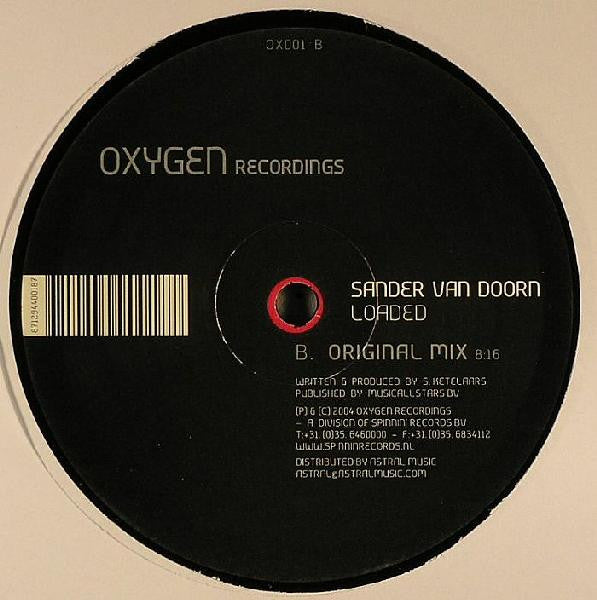 OX001-B
OXYGEN RECORDINGS
SANDER VAN DOORN
LOADED
B. ORIGINAL MIX 8:16
WRITTEN & PRODUCED BY S. KETELAARS
PUBLISHED BY MUSICALLSTARS BV
(P) & (C) 2004 OXYGEN RECORDINGS
- A DIVISION OF SPINNIN' RECORDS BV
T:+31.(0)35.6460000 - F:+31.(0)35.6834112
WWW.SPINNINRECORDS.NL
DISTRIBUTED BY ASTRAL MUSIC
ASTRAL@ASTRALMUSIC.COM